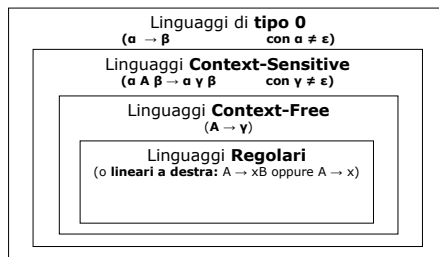 Linguaggi di tipo 0
(α → β con α ≠ ε)
Linguaggi Context-Sensitive
(α A β → α γ β con γ ≠ ε)
Linguaggi Context-Free
(A → γ)
Linguaggi Regolari
(o lineari a destra: A → xB oppure A → x)